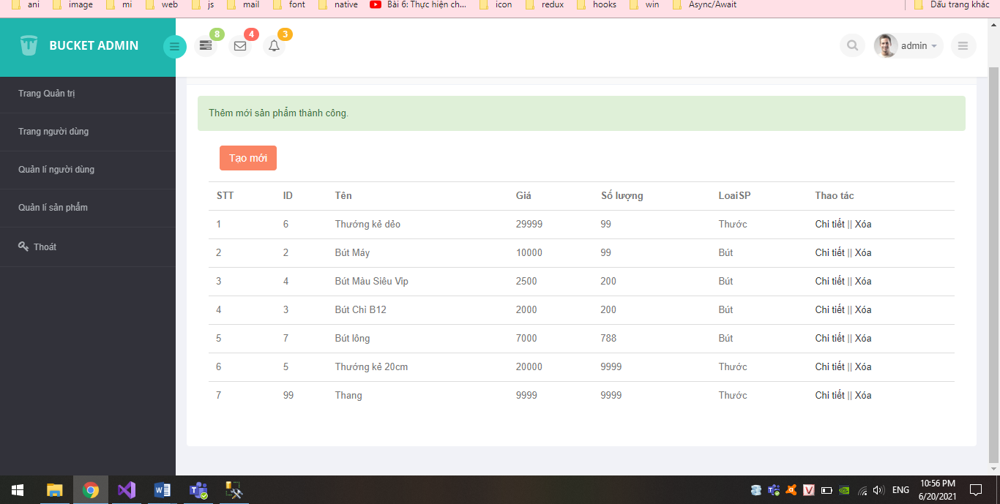 ani image mi web js mail font native Bài 6: Thực hiện ch... icon redux hooks win Async/Await Dấu trang khác
BUCKET ADMIN 8 4 3 admin
Trang Quản trị
Trang người dùng
Quản lí người dùng
Quản lí sản phẩm
Thoát
Thêm mới sản phẩm thành công.
Tạo mới
STT ID Tên Giá Số lượng LoaiSP Thao tác
1 6 Thướng kẻ dẻo 29999 99 Thước Chi tiết || Xóa
2 2 Bút Máy 10000 99 Bút Chi tiết || Xóa
3 4 Bút Màu Siêu Vip 2500 200 Bút Chi tiết || Xóa
4 3 Bút Chì B12 2000 200 Bút Chi tiết || Xóa
5 7 Bút lông 7000 788 Bút Chi tiết || Xóa
6 5 Thướng kẻ 20cm 20000 9999 Thước Chi tiết || Xóa
7 99 Thang 9999 9999 Thước Chi tiết || Xóa
ENG 10:56 PM
6/20/2021